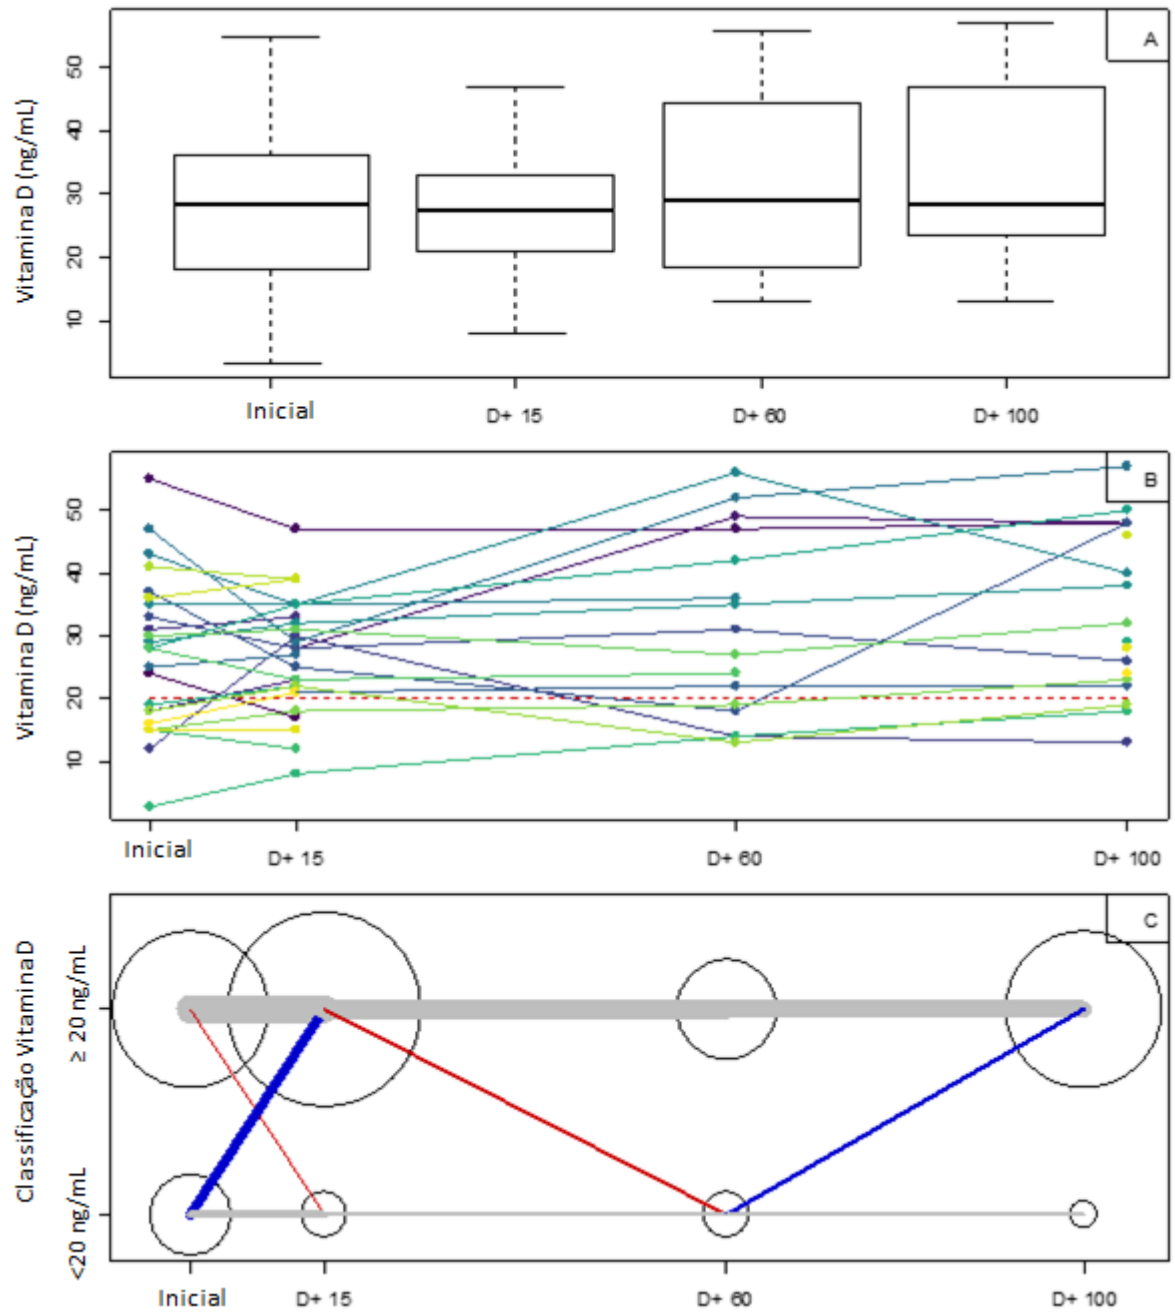 A
Vitamina D (ng/mL)
50
40
30
20
10
Inicial D+ 15 D+ 60 D+ 100
B
Vitamina D (ng/mL)
50
40
30
20
10
Inicial D+ 15 D+ 60 D+ 100
C
Classificação Vitamina D
≥ 20 ng/mL
<20 ng/mL
Inicial D+ 15 D+ 60 D+ 100